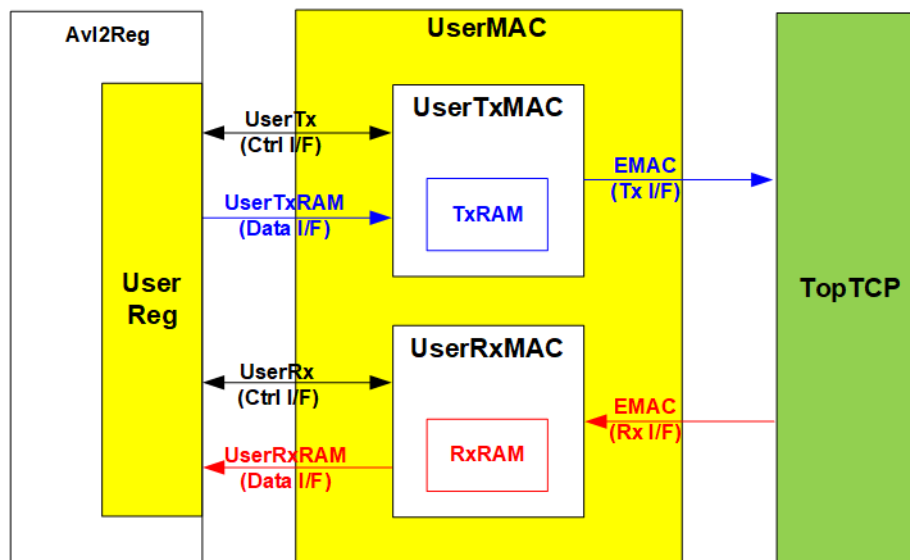 Avl2Reg
User
Reg
UserTx
(Ctrl I/F)
UserTxRAM
(Data I/F)
UserRx
(Ctrl I/F)
UserRxRAM
(Data I/F)
UserMAC
UserTxMAC
TxRAM
UserRxMAC
RxRAM
EMAC
(Tx I/F)
EMAC
(Rx I/F)
TopTCP